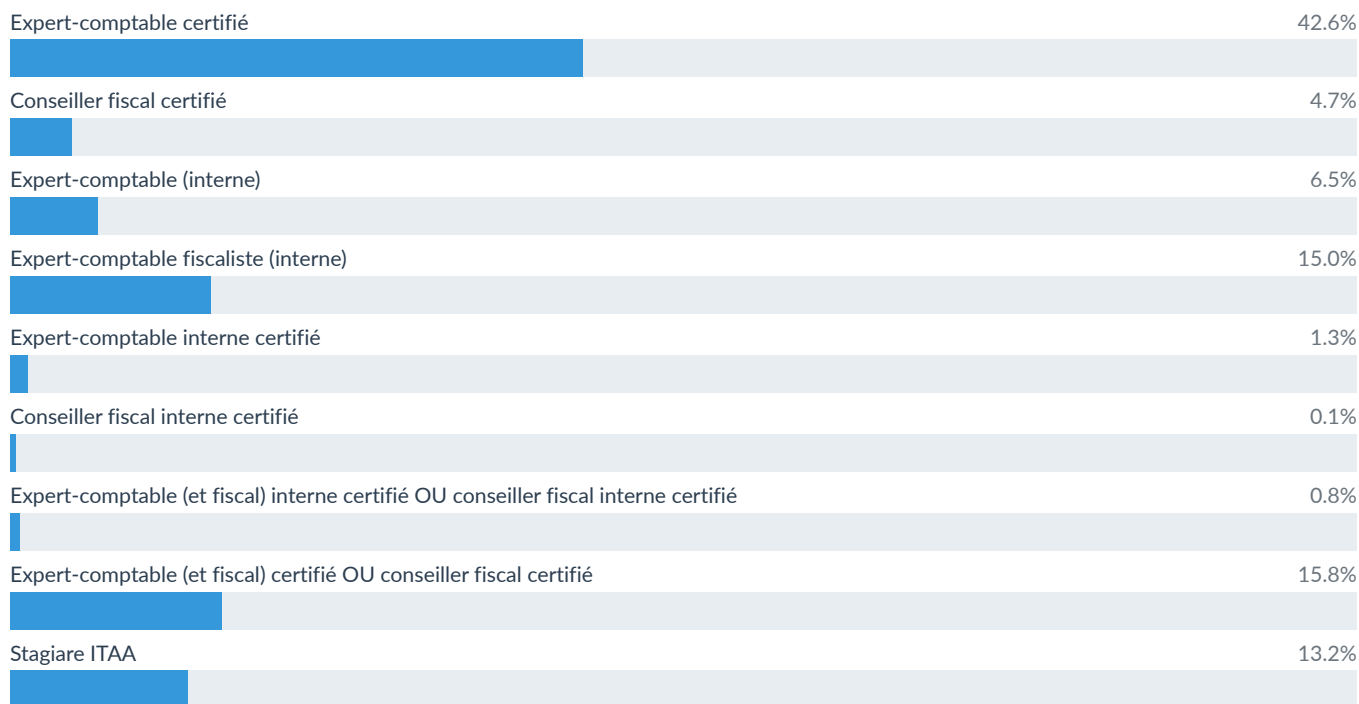 Expert-comptable certifié 42.6%
Conseiller fiscal certifié 4.7%
Expert-comptable (interne) 6.5%
Expert-comptable fiscaliste (interne) 15.0%
Expert-comptable interne certifié 1.3%
Conseiller fiscal interne certifié 0.1%
Expert-comptable (et fiscal) interne certifié OU conseiller fiscal interne certifié 0.8%
Expert-comptable (et fiscal) certifié OU conseiller fiscal certifié 15.8%
Stagiare ITAA 13.2%